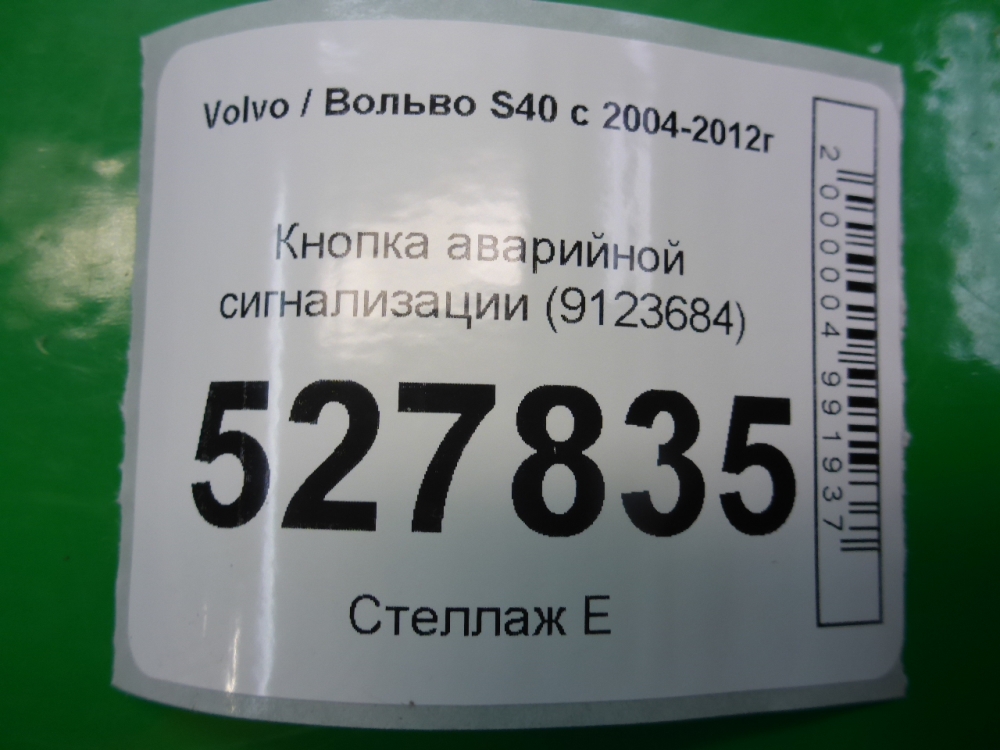 Volvo / Вольво S40 с 2004-2012г
Кнопка аварийной
сигнализации (9123684)
527835
Стеллаж Е
2000004991937